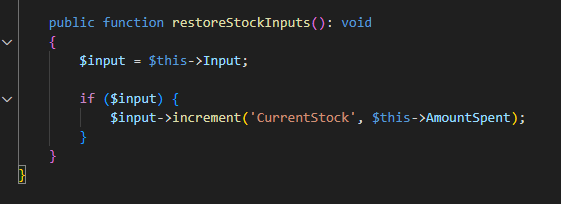 public function restoreStockInputs(): void
{
$input = $this->Input;
if ($input) {
$input->increment('CurrentStock', $this->AmountSpent);
}
}
}